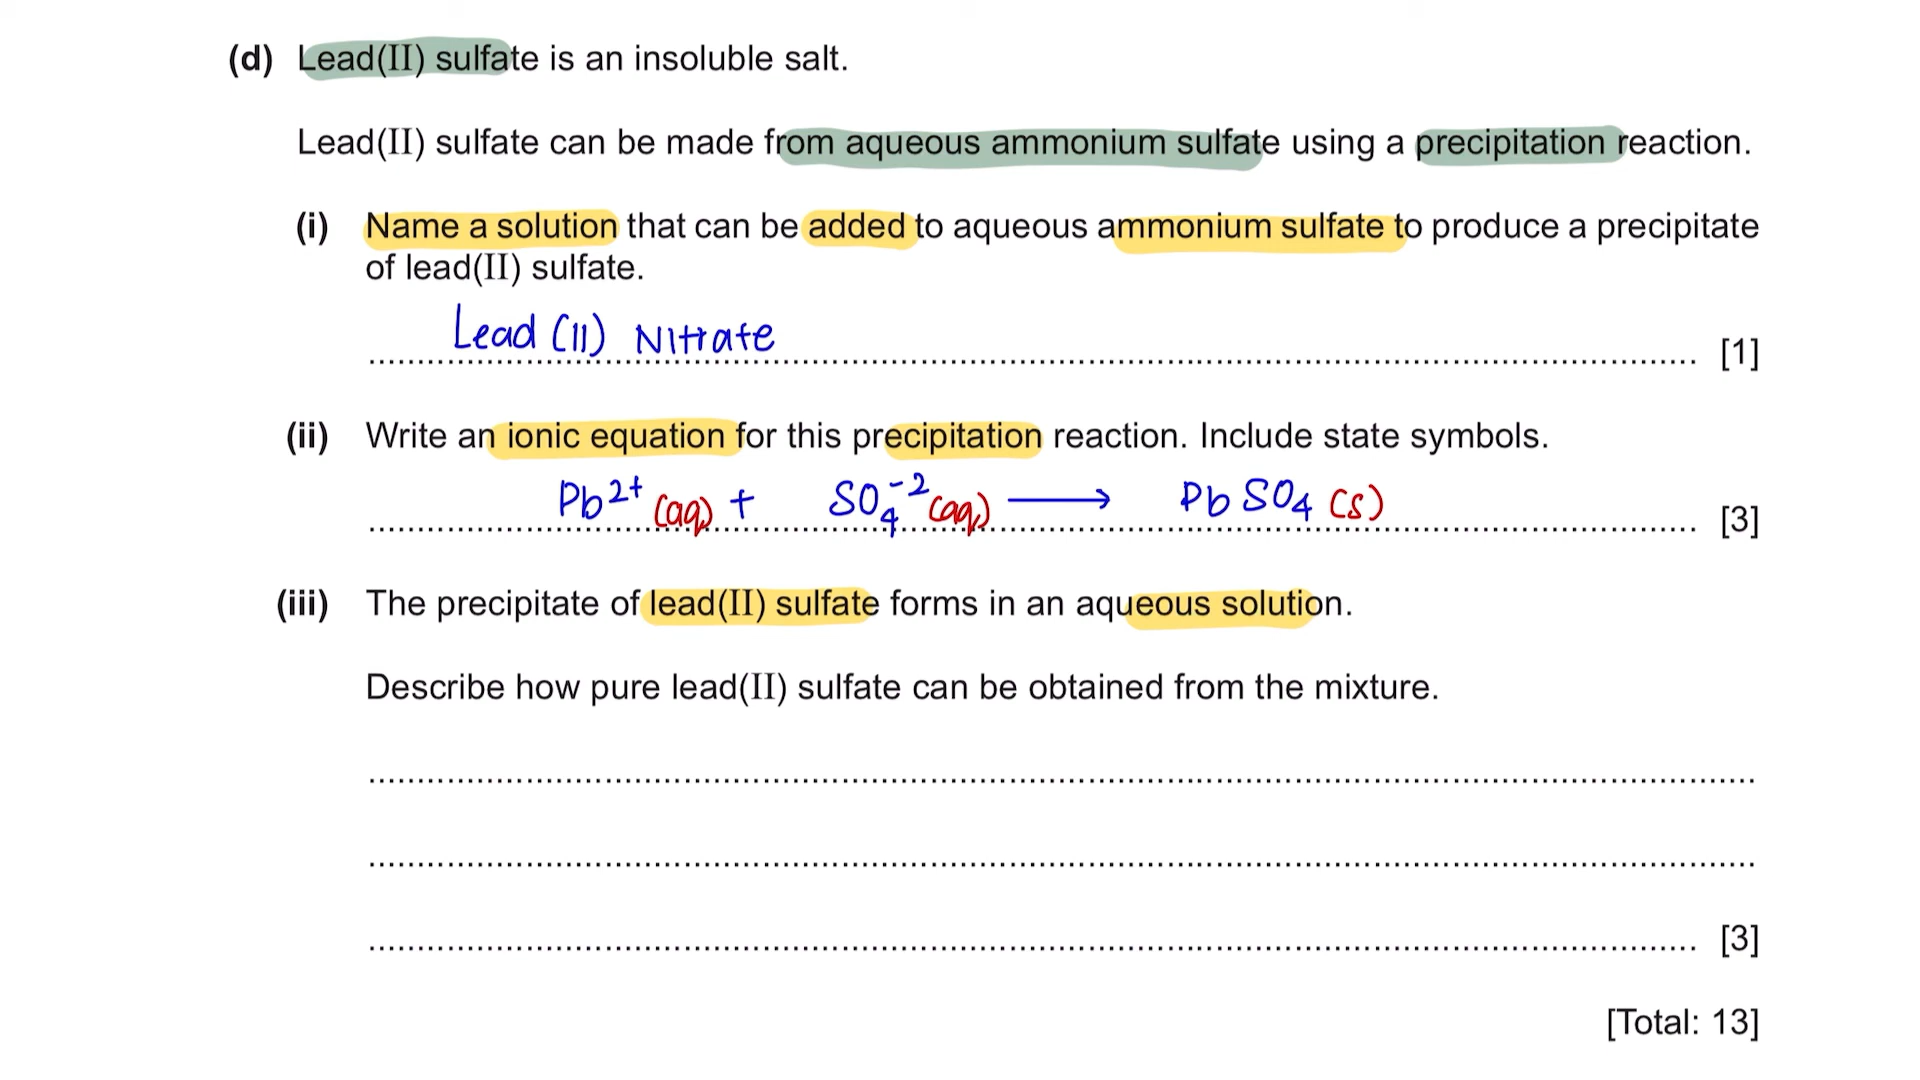 (d) Lead(II) sulfate is an insoluble salt.
Lead(II) sulfate can be made from aqueous ammonium sulfate using a precipitation reaction.
(i) Name a solution that can be added to aqueous ammonium sulfate to produce a precipitate
of lead(II) sulfate.
Lead (II) Nitrate
[1]
(ii) Write an ionic equation for this precipitation reaction. Include state symbols.
Pb²⁺ (aq) + SO₄⁻² (aq) ⟶ PbSO₄ (s)
[3]
(iii) The precipitate of lead(II) sulfate forms in an aqueous solution.
Describe how pure lead(II) sulfate can be obtained from the mixture.
[3]
[Total: 13]